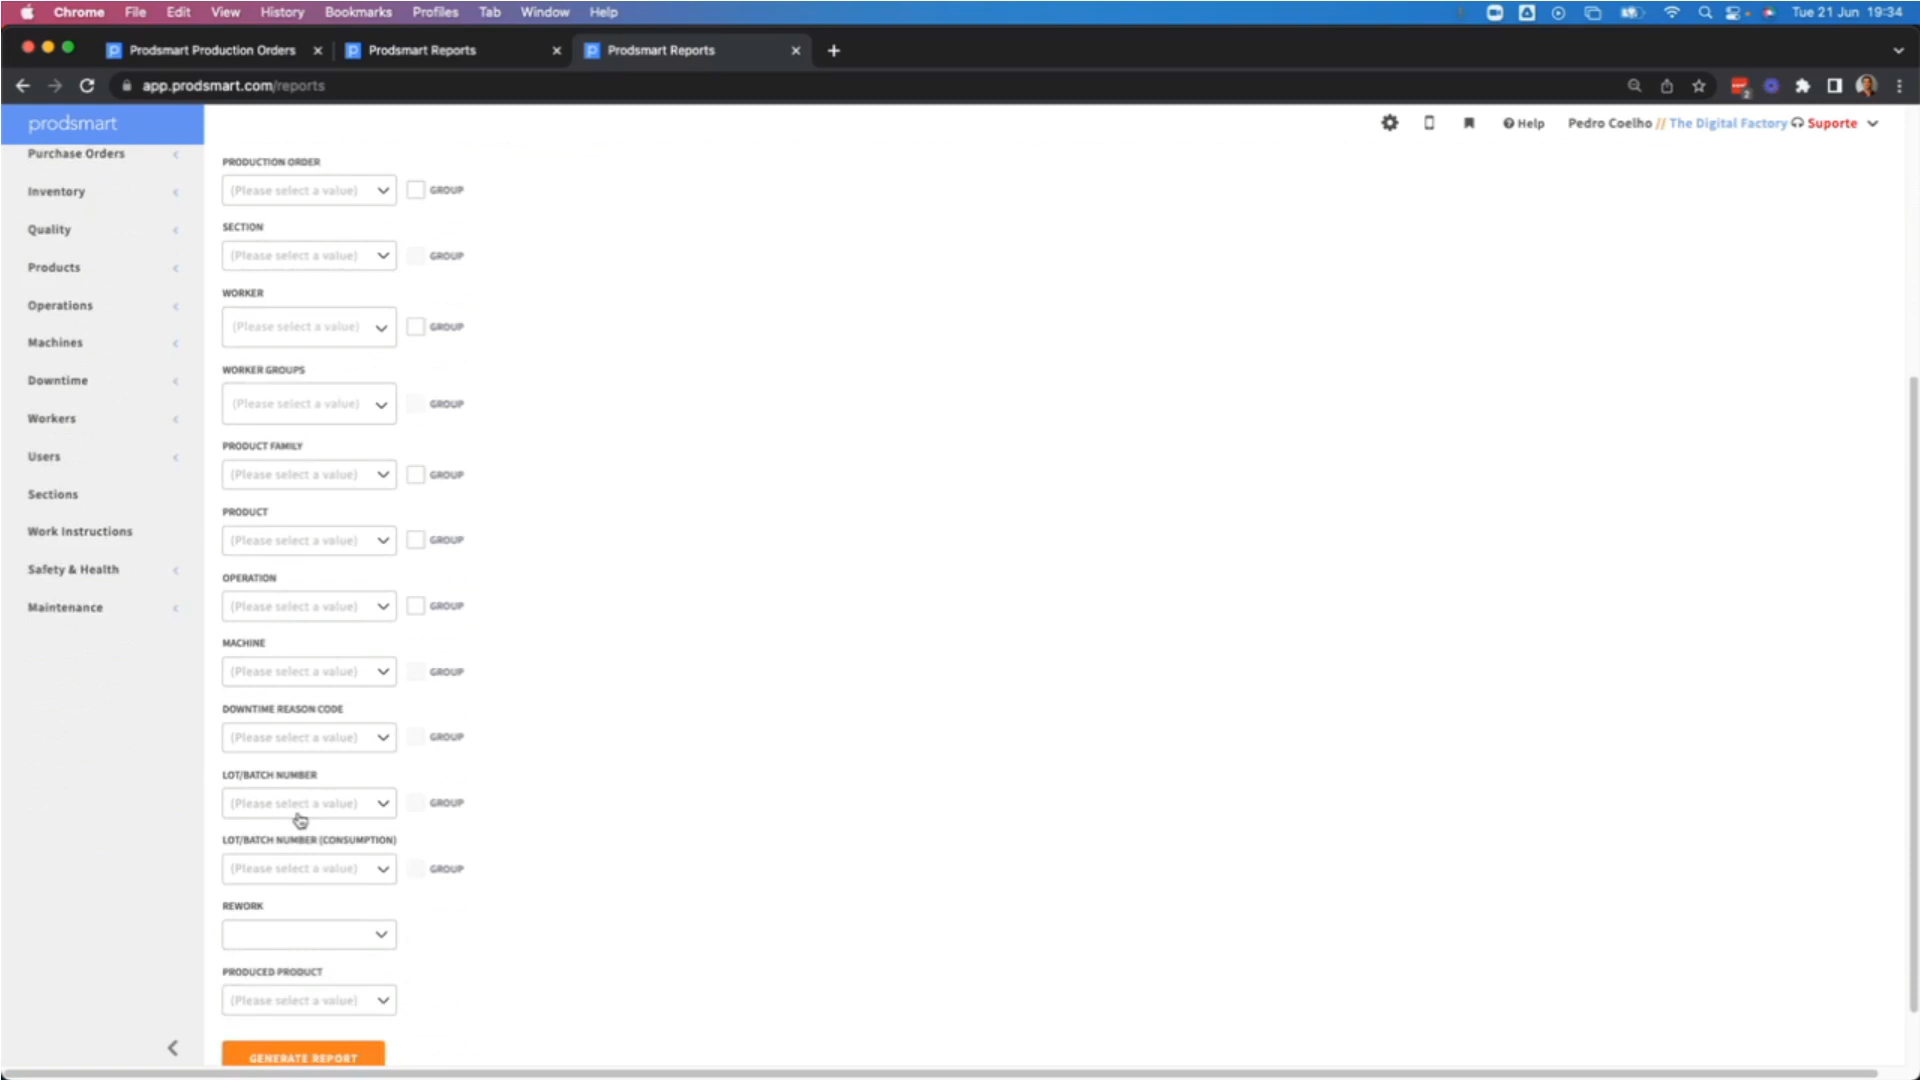 Chrome File Edit View History Bookmarks Profiles Tab Window Help Tue 21 Jun 19:34
Prodsmart Production Orders Prodsmart Reports Prodsmart Reports
app.prodsmart.com/reports
prodsmart
Help Pedro Coelho // The Digital Factory Suporte
Purchase Orders
Inventory
Quality
Products
Operations
Machines
Downtime
Workers
Users
Sections
Work Instructions
Safety & Health
Maintenance
PRODUCTION ORDER
(Please select a value) GROUP
SECTION
(Please select a value) GROUP
WORKER
(Please select a value) GROUP
WORKER GROUPS
(Please select a value) GROUP
PRODUCT FAMILY
(Please select a value) GROUP
PRODUCT
(Please select a value) GROUP
OPERATION
(Please select a value) GROUP
MACHINE
(Please select a value) GROUP
DOWNTIME REASON CODE
(Please select a value) GROUP
LOT/BATCH NUMBER
(Please select a value) GROUP
LOT/BATCH NUMBER (CONSUMPTION)
(Please select a value) GROUP
REWORK
PRODUCED PRODUCT
(Please select a value)
GENERATE REPORT